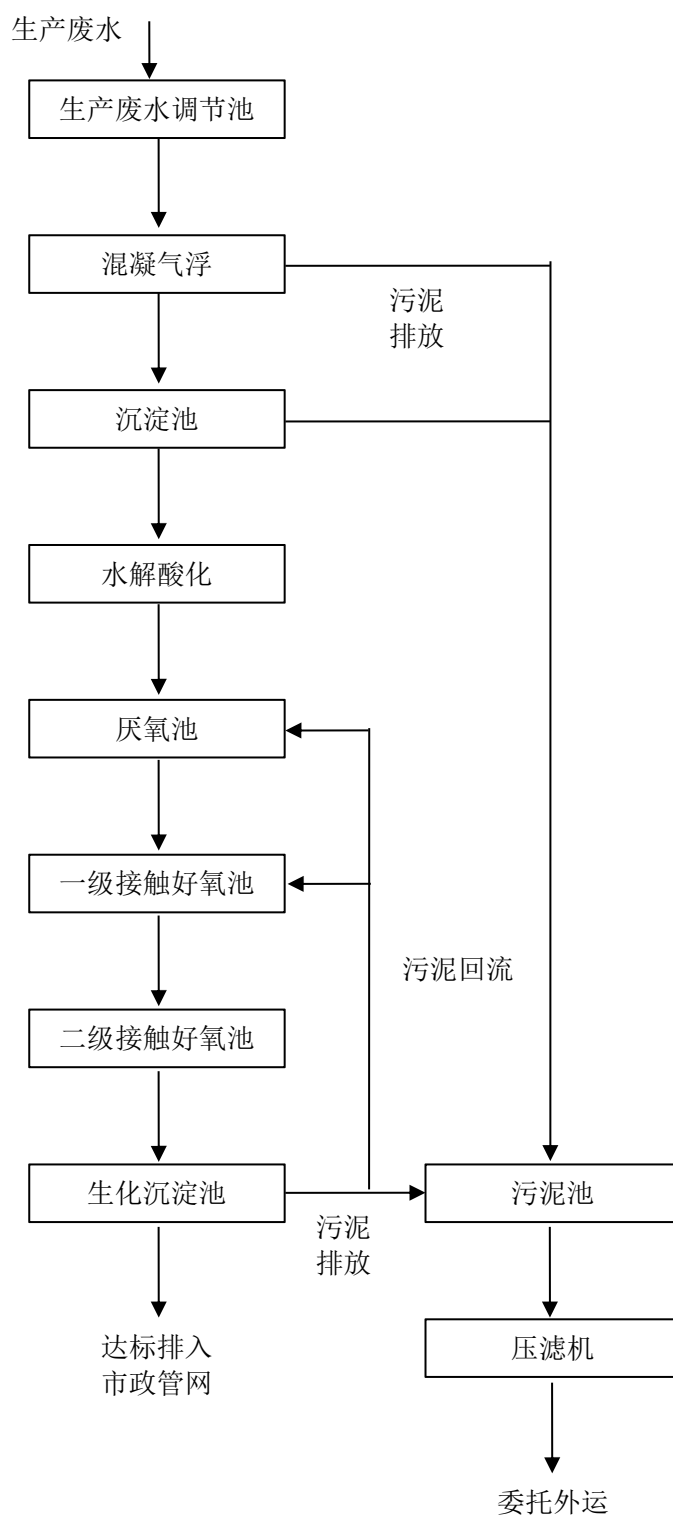 生产废水
生产废水调节池
混凝气浮
污泥
排放
沉淀池
水解酸化
厌氧池
一级接触好氧池
污泥回流
二级接触好氧池
生化沉淀池
污泥池
污泥
排放
达标排入
市政管网
压滤机
委托外运